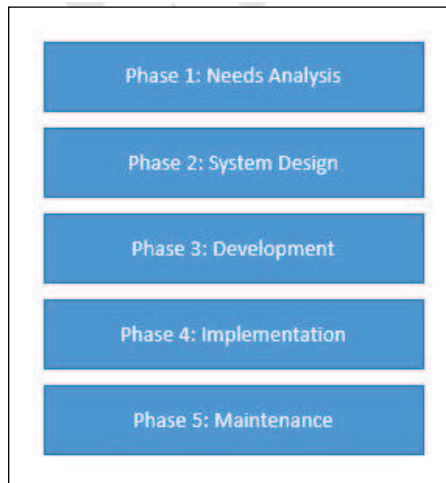 Phase 1: Needs Analysis
Phase 2: System Design
Phase 3: Development
Phase 4: Implementation
Phase 5: Maintenance